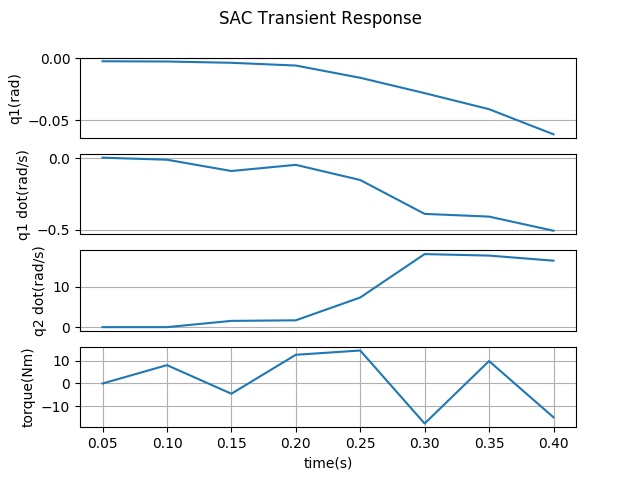 SAC Transient Response
0.00
−0.05
q1(rad)
0.0
−0.5
q1 dot(rad/s)
10
0
q2 dot(rad/s)
10
0
−10
torque(Nm)
0.05 0.10 0.15 0.20 0.25 0.30 0.35 0.40
time(s)